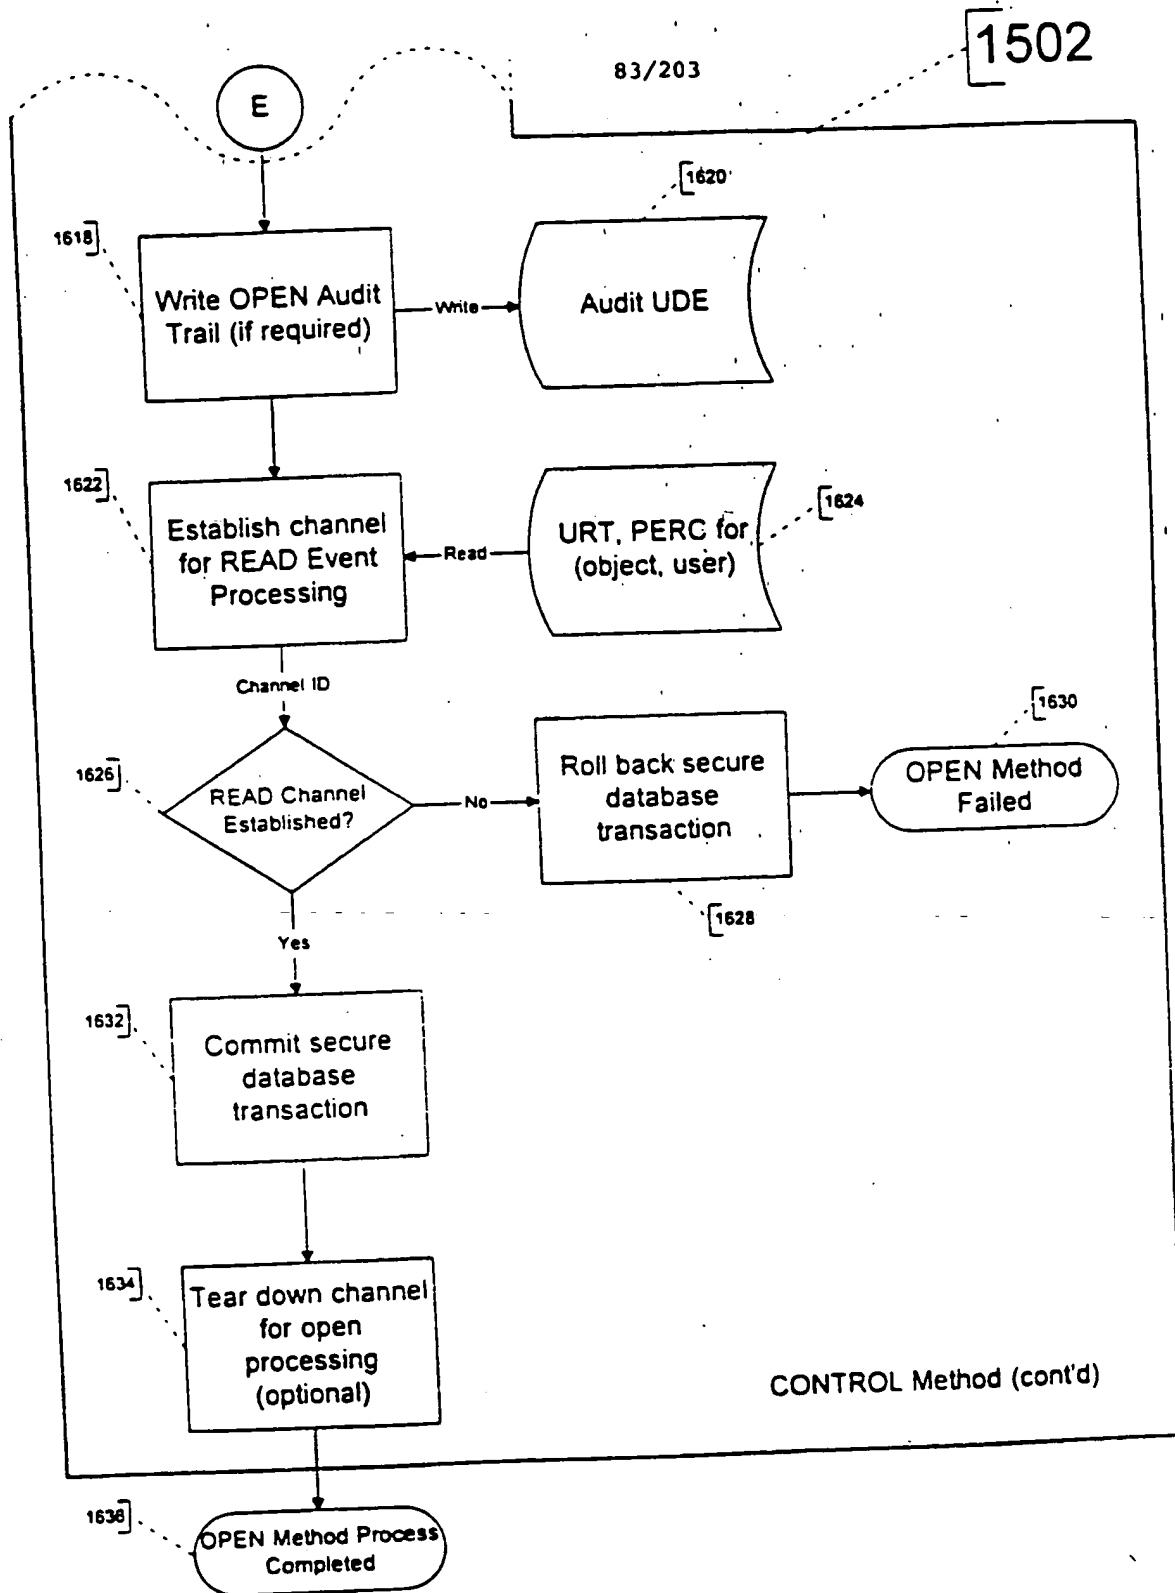 83/203
1502
E
1620
1618
Write OPEN Audit
Trail (if required)
Write
Audit UDE
1622
1624
Establish channel
for READ Event
Processing
Read
URT, PERC for
(object, user)
Channel ID
1630
1626
READ Channel
Established?
No
Roll back secure
database
transaction
OPEN Method
Failed
1628
Yes
1632
Commit secure
database
transaction
1634
Tear down channel
for open
processing
(optional)
CONTROL Method (cont'd)
1636
OPEN Method Process
Completed